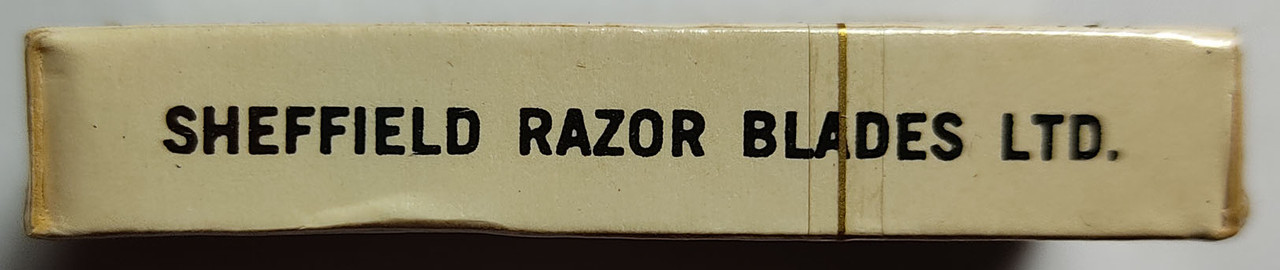 SHEFFIELD RAZOR BLADES LTD.